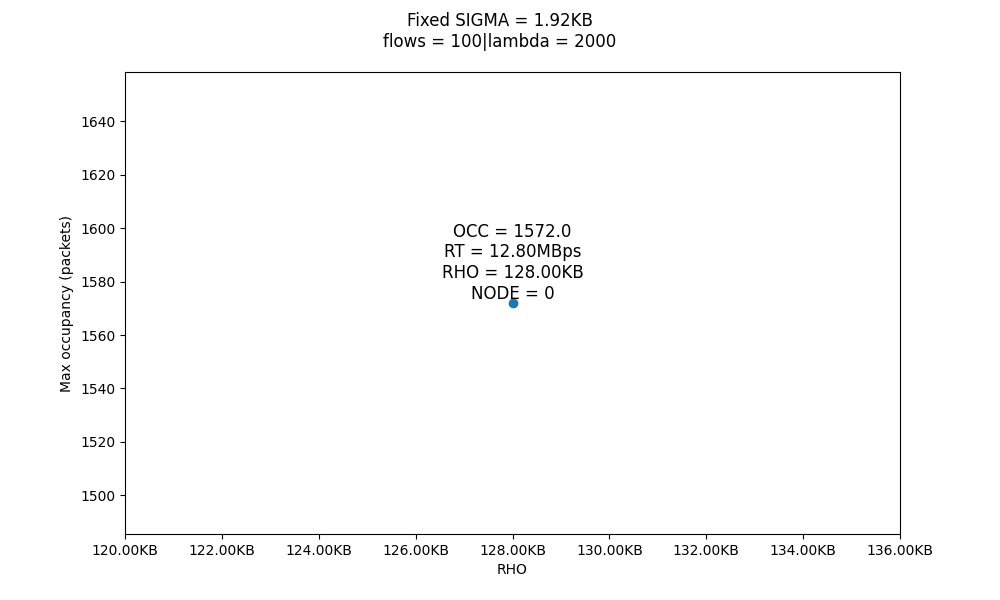 Fixed SIGMA = 1.92KB
flows = 100|lambda = 2000
1640
1620
1600
1580
1560
1540
1520
1500
Max occupancy (packets)
OCC = 1572.0
RT = 12.80MBps
RHO = 128.00KB
NODE = 0
120.00KB 122.00KB 124.00KB 126.00KB 128.00KB 130.00KB 132.00KB 134.00KB 136.00KB
RHO